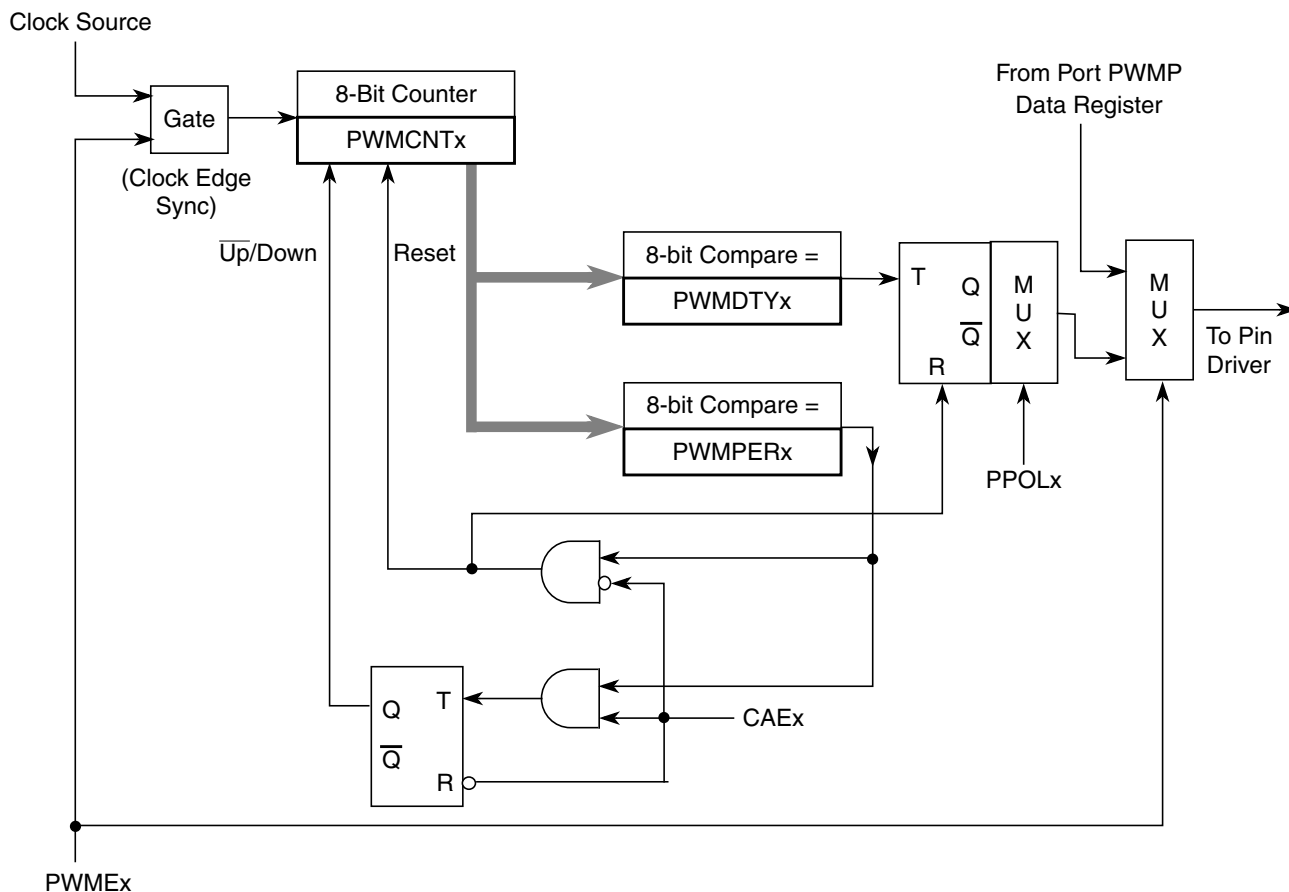 Clock Source
Gate
(Clock Edge
Sync)
8-Bit Counter
PWMCNTx
From Port PWMP
Data Register
U̅p̅/Down
Reset
8-bit Compare =
PWMDTYx
T
Q
Q̅
R
M
U
X
M
U
X
To Pin
Driver
8-bit Compare =
PWMPERx
PPOLx
Q
T
Q̅
R
CAEx
PWMEx